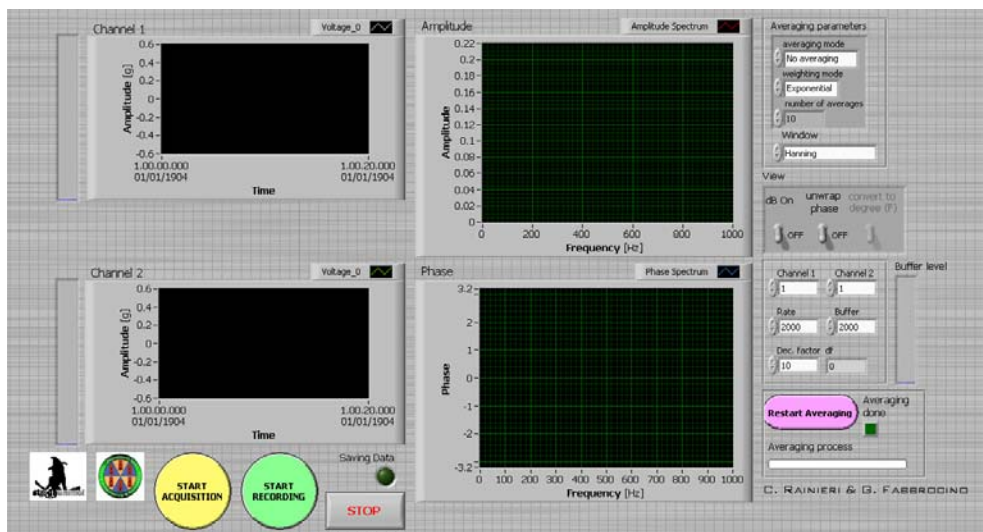 Channel 1
Voltage_0
0.6
0.4
0.2
0
-0.2
-0.4
-0.6
Amplitude [g]
1.00.00.000
01/01/1904
1.00.20.000
01/01/1904
Time
Amplitude
Amplitude Spectrum
0.22
0.2
0.18
0.16
0.14
0.12
0.1
0.08
0.06
0.04
0.02
0
Amplitude
0 200 400 600 800 1000
Frequency [Hz]
Averaging parameters
averaging mode
No averaging
weighting mode
Exponential
number of averages
10
Window
Hanning
View
dB On
unwrap phase
convert to degree (F)
OFF
OFF
Channel 2
Voltage_0
0.6
0.4
0.2
0
-0.2
-0.4
-0.6
Amplitude [g]
1.00.00.000
01/01/1904
1.00.20.000
01/01/1904
Time
Phase
Phase Spectrum
3.2
2
1
0
-1
-2
-3.2
Phase
0 100 200 300 400 500 600 700 800 900 1000
Frequency [Hz]
Channel 1 Channel 2
1 1
Rate Buffer
2000 2000
Dec. factor df
10 0
Buffer level
Restart Averaging
Averaging done
Averaging process
START
ACQUISITION
START
RECORDING
Saving Data
STOP
C. RAINIERI & G. FABBROCINO